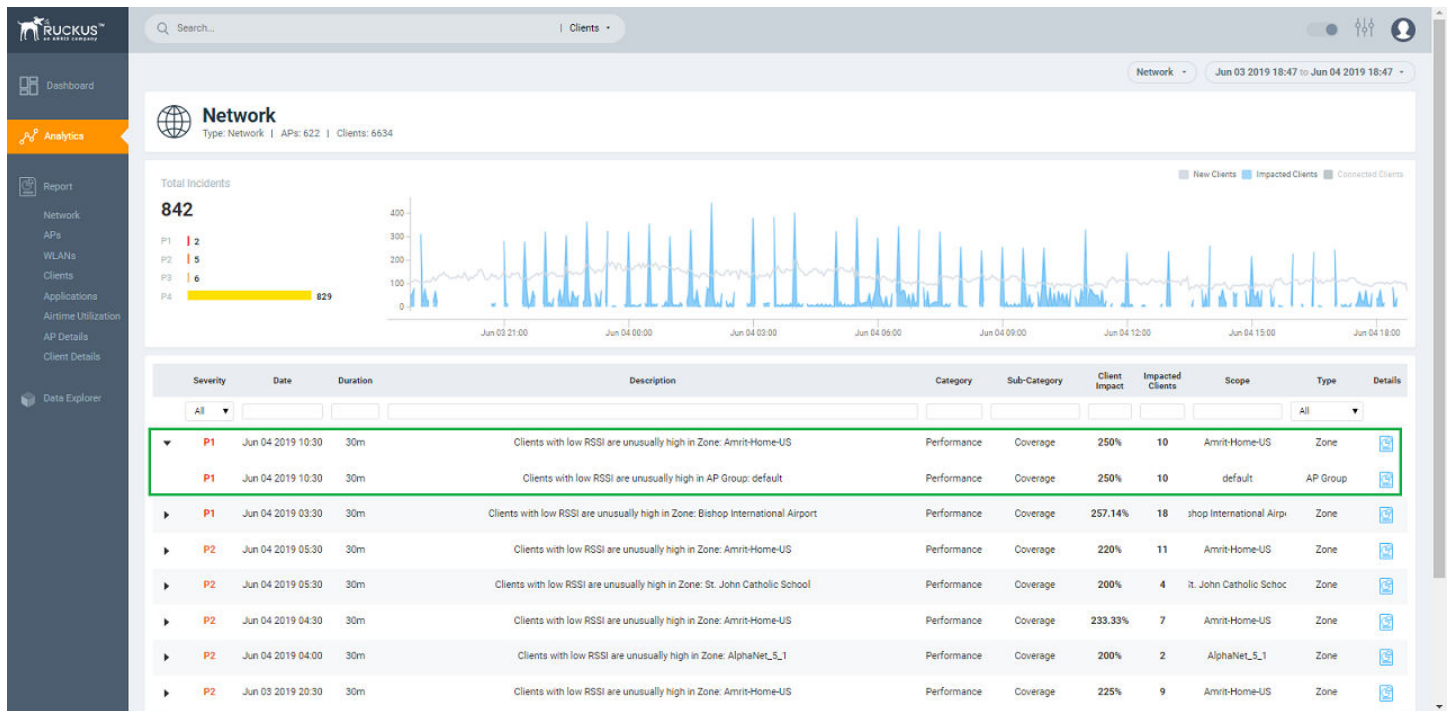 RUCKUS™
an ARRIS company
Search...
| Clients
Dashboard
Analytics
Report
Network
APs
WLANs
Clients
Applications
Airtime Utilization
AP Details
Client Details
Data Explorer
Network
Jun 03 2019 18:47 to Jun 04 2019 18:47
Network
Type: Network | APs: 622 | Clients: 6634
Total Incidents
842
P1 2
P2 5
P3 6
P4 829
New Clients Impacted Clients Connected Clients
400
300
200
100
0
Jun 03 21:00 Jun 04 00:00 Jun 04 03:00 Jun 04 06:00 Jun 04 09:00 Jun 04 12:00 Jun 04 15:00 Jun 04 18:00
Severity Date Duration Description Category Sub-Category Client Impact Impacted Clients Scope Type Details
All All
P1 Jun 04 2019 10:30 30m Clients with low RSSI are unusually high in Zone: Amrit-Home-US Performance Coverage 250% 10 Amrit-Home-US Zone
P1 Jun 04 2019 10:30 30m Clients with low RSSI are unusually high in AP Group: default Performance Coverage 250% 10 default AP Group
P1 Jun 04 2019 03:30 30m Clients with low RSSI are unusually high in Zone: Bishop International Airport Performance Coverage 257.14% 18 shop International Airp Zone
P2 Jun 04 2019 05:30 30m Clients with low RSSI are unusually high in Zone: Amrit-Home-US Performance Coverage 220% 11 Amrit-Home-US Zone
P2 Jun 04 2019 05:30 30m Clients with low RSSI are unusually high in Zone: St. John Catholic School Performance Coverage 200% 4 t. John Catholic Schoc Zone
P2 Jun 04 2019 04:30 30m Clients with low RSSI are unusually high in Zone: Amrit-Home-US Performance Coverage 233.33% 7 Amrit-Home-US Zone
P2 Jun 04 2019 04:00 30m Clients with low RSSI are unusually high in Zone: AlphaNet_5_1 Performance Coverage 200% 2 AlphaNet_5_1 Zone
P2 Jun 03 2019 20:30 30m Clients with low RSSI are unusually high in Zone: Amrit-Home-US Performance Coverage 225% 9 Amrit-Home-US Zone